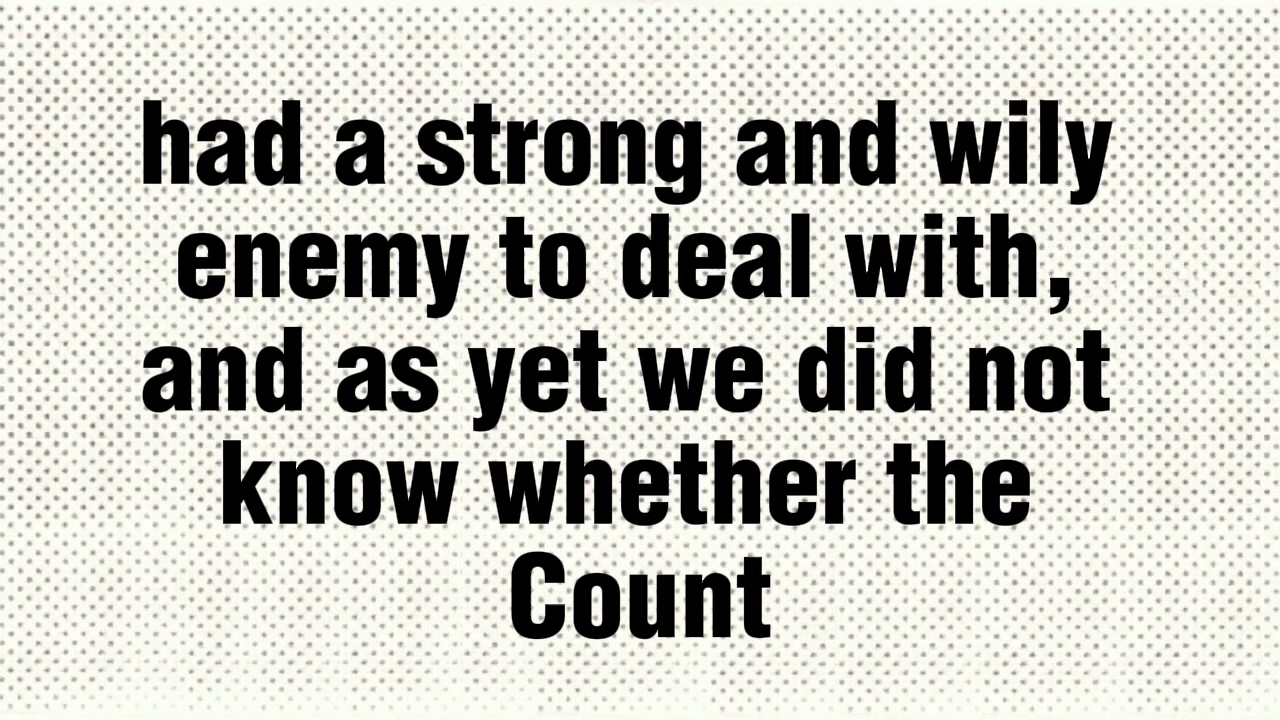 had a strong and wily
enemy to deal with,
and as yet we did not
know whether the
Count